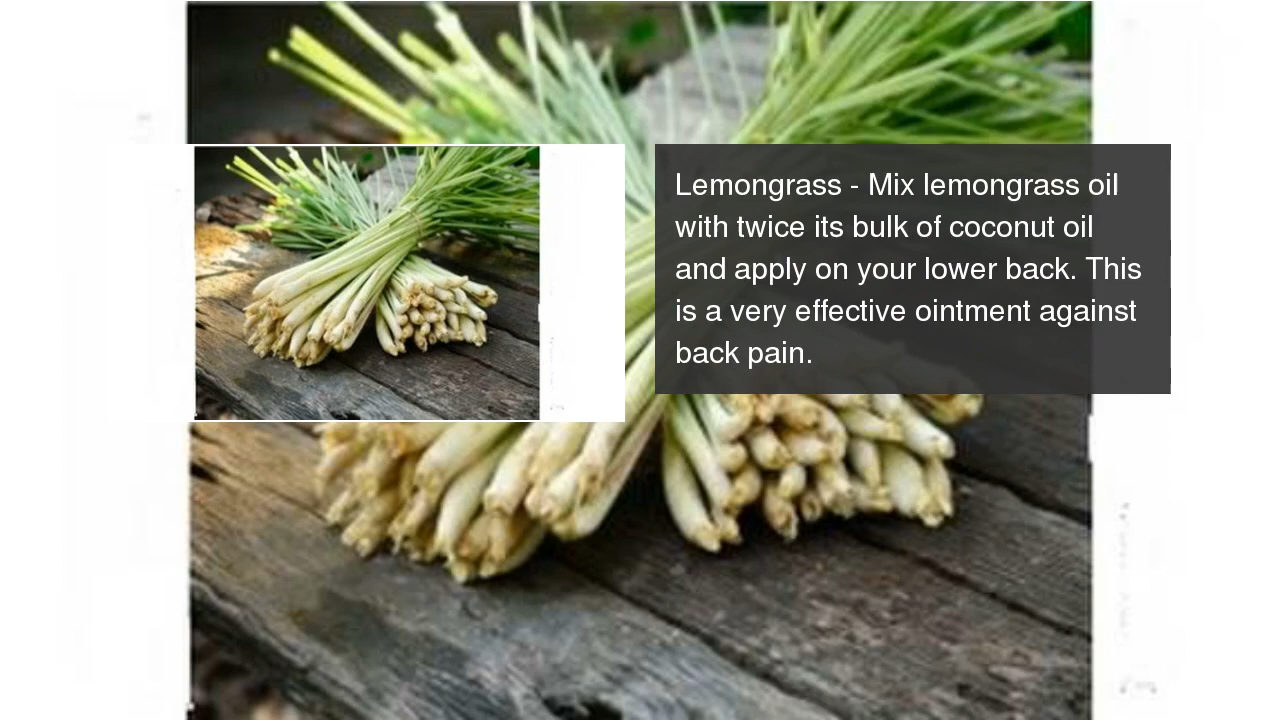 Lemongrass - Mix lemongrass oil
with twice its bulk of coconut oil
and apply on your lower back. This
is a very effective ointment against
back pain.